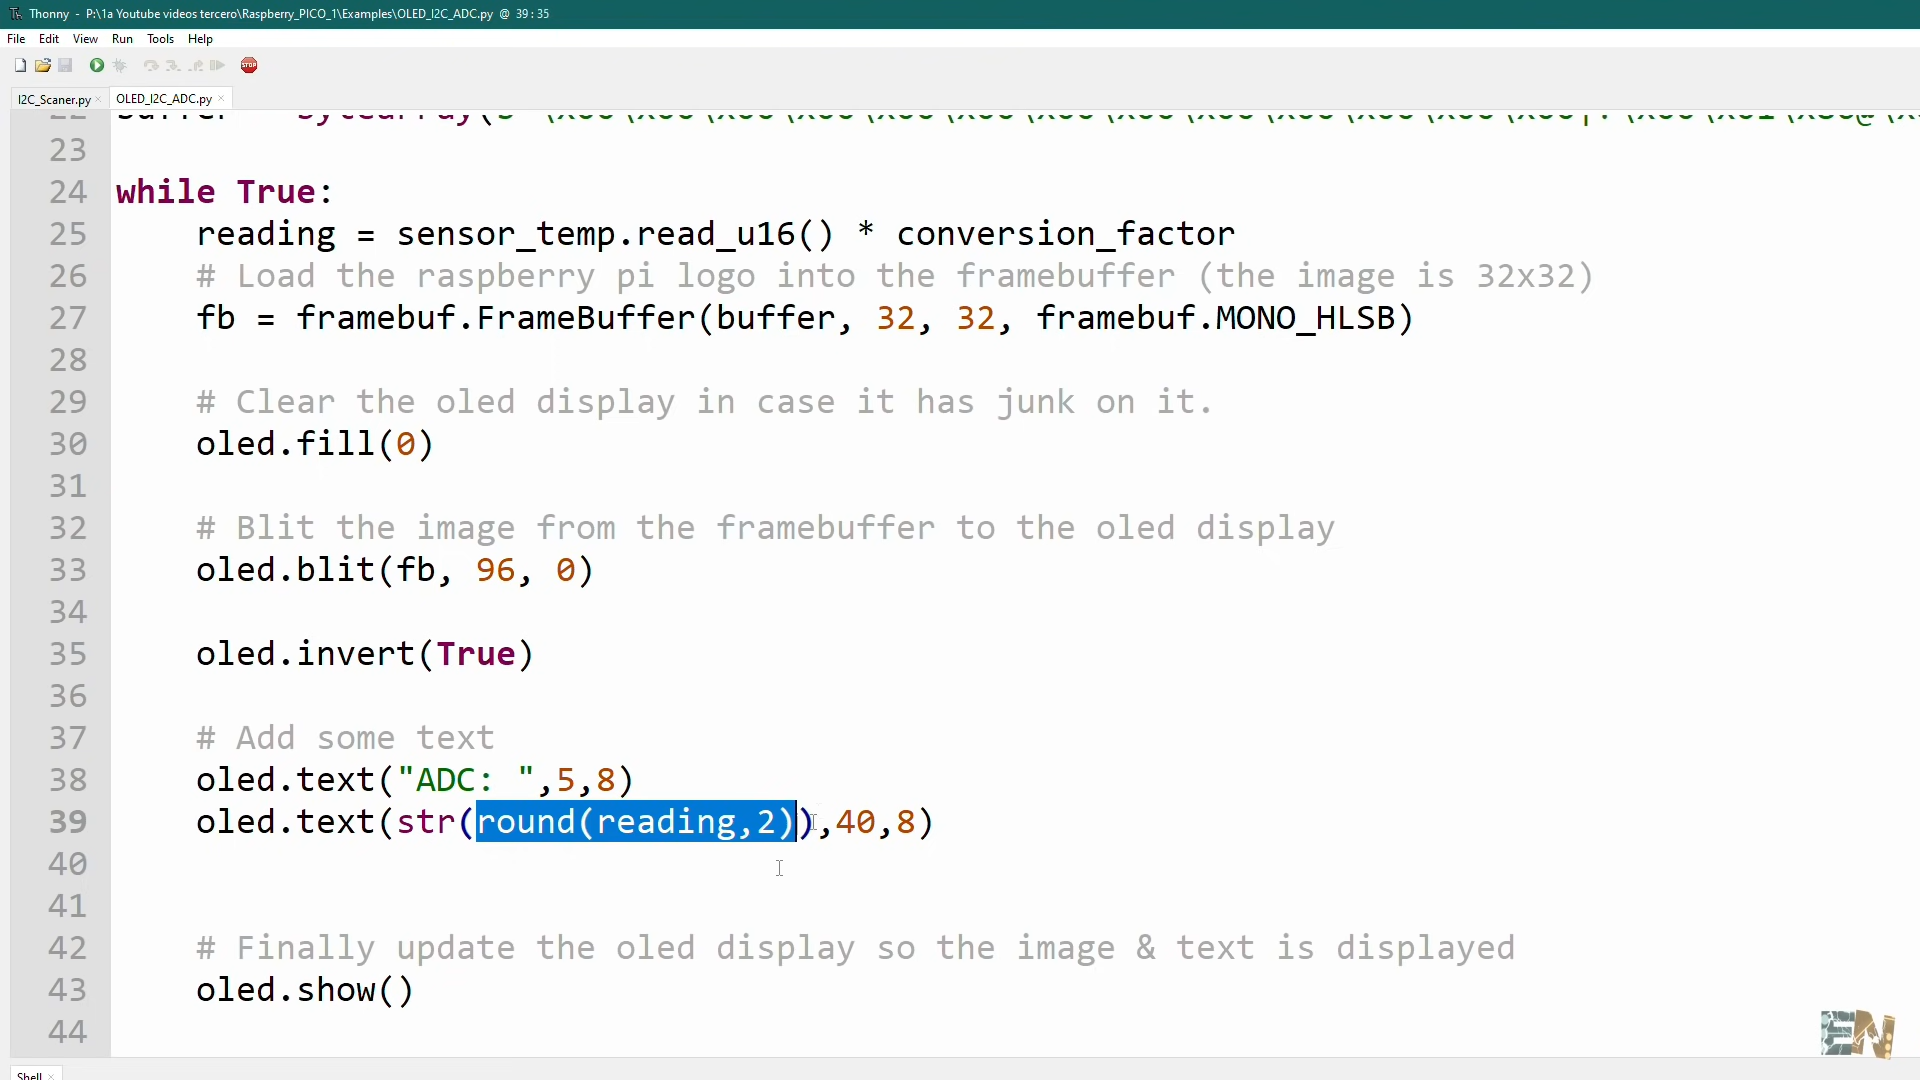 Thonny - P:\1a Youtube videos tercero\Raspberry_PICO_1\Examples\OLED_I2C_ADC.py @ 39:35
File Edit View Run Tools Help
STOP
I2C_Scaner.py × OLED_I2C_ADC.py ×
23
24 while True:
25 reading = sensor_temp.read_u16() * conversion_factor
26 # Load the raspberry pi logo into the framebuffer (the image is 32x32)
27 fb = framebuf.FrameBuffer(buffer, 32, 32, framebuf.MONO_HLSB)
28
29 # Clear the oled display in case it has junk on it.
30 oled.fill(0)
31
32 # Blit the image from the framebuffer to the oled display
33 oled.blit(fb, 96, 0)
34
35 oled.invert(True)
36
37 # Add some text
38 oled.text("ADC: ",5,8)
39 oled.text(str(round(reading,2)),40,8)
40
41
42 # Finally update the oled display so the image & text is displayed
43 oled.show()
44
EN
Shell ×